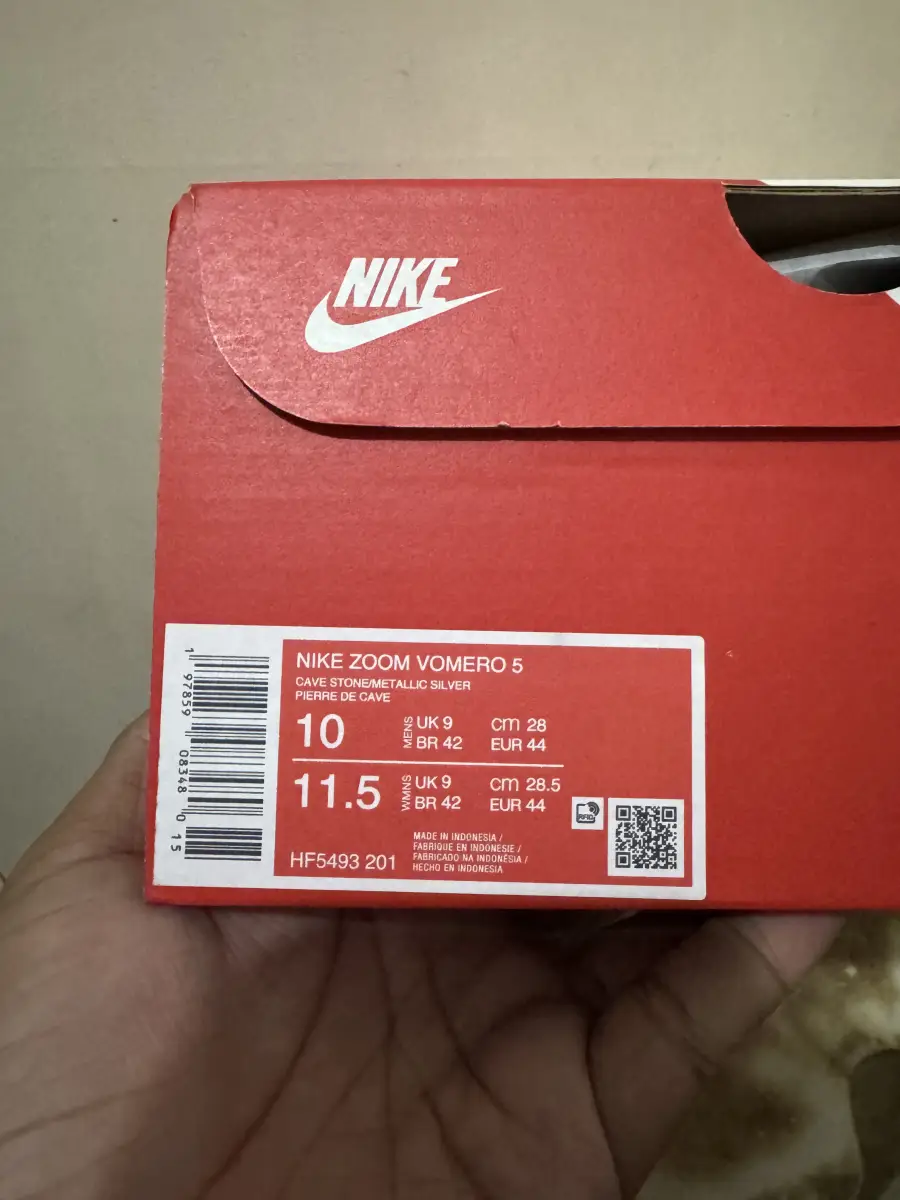 NIKE
NIKE ZOOM VOMERO 5
CAVE STONE/METALLIC SILVER
PIERRE DE CAVE
10
MENS
UK 9
cm 28
BR 42
EUR 44
11.5
WMNS
UK 9
cm 28.5
BR 42
EUR 44
RFID
MADE IN INDONESIA /
FABRIQUE EN INDONESIE /
FABRICADO NA INDONÉSIA /
HECHO EN INDONESIA
HF5493 201
1 97859 08348 0 15